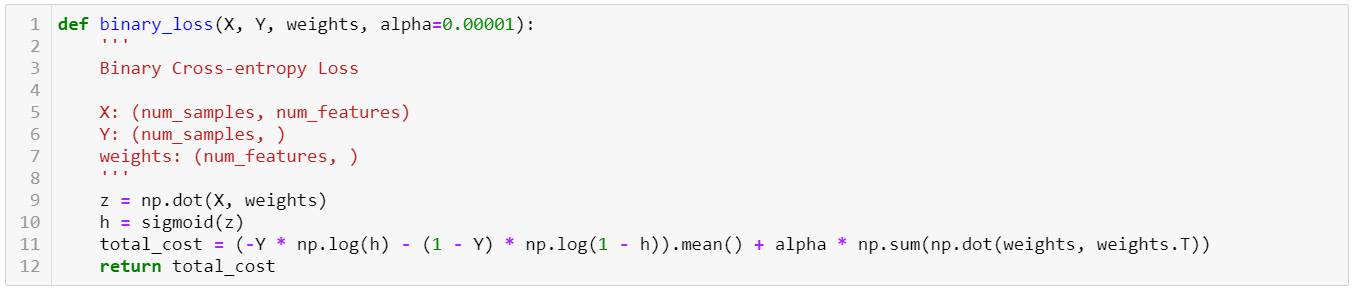 1 def binary_loss(X, Y, weights, alpha=0.00001):
2     '''
3     Binary Cross-entropy Loss
4
5     X: (num_samples, num_features)
6     Y: (num_samples, )
7     weights: (num_features, )
8     '''
9     z = np.dot(X, weights)
10     h = sigmoid(z)
11     total_cost = (-Y * np.log(h) - (1 - Y) * np.log(1 - h)).mean() + alpha * np.sum(np.dot(weights, weights.T))
12     return total_cost